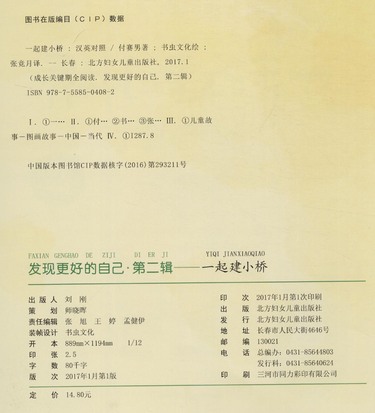 图书在版编目(CIP)数据
一起建小桥:汉英对照/付赛男著;书虫文化绘;
张竞月译.一长春:北方妇女儿童出版社,2017.1
(成长关键期全阅读.发现更好的自己.第二辑)
ISBN 978-7-5585-0408-2
Ⅰ.①一… Ⅱ.①付… ②书… ③张… Ⅲ.①儿童故
事-图画故事-中国-当代 Ⅳ.①I287.8
中国版本图书馆CIP数据核字(2016)第293211号
FAXIAN GENGHAO DE ZIJI DI ER JI YIQI JIANXIAOQIAO
发现更好的自己·第二辑——一起建小桥
出版人 刘 刚
策 划 师晓晖
责任编辑 张 旭 王 婷 孟健伊
装帧设计 书虫文化
开 本 889mm×1194mm 1/12
印 张 2.5
字 数 80千字
版 次 2017年1月第1版
印 次 2017年1月第1次印刷
出 版 北方妇女儿童出版社
发 行 北方妇女儿童出版社
地 址 长春市人民大街4646号
邮 编 130021
电 话 总编办:0431-85644803
发行科:0431-85640624
印 刷 三河市同力彩印有限公司
定 价 14.80元